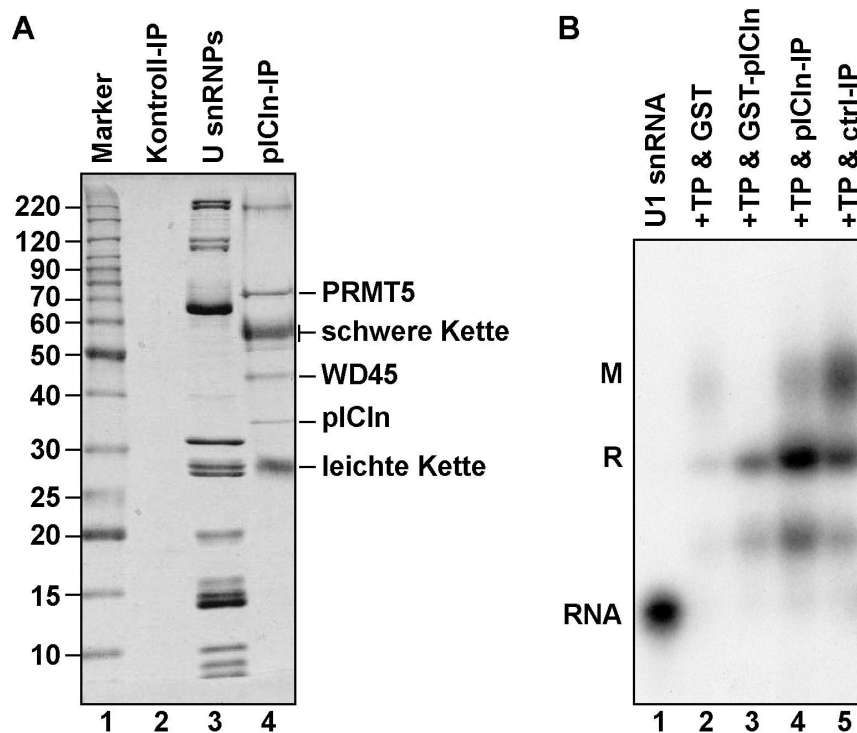 A
Marker
Kontroll-IP
U snRNPs
pICln-IP
220
120
90
70
60
50
40
30
25
20
15
10
PRMT5
schwere Kette
WD45
pICln
leichte Kette
1 2 3 4
B
U1 snRNA
+TP & GST
+TP & GST-pICln
+TP & pICln-IP
+TP & ctrl-IP
M
R
RNA
1 2 3 4 5